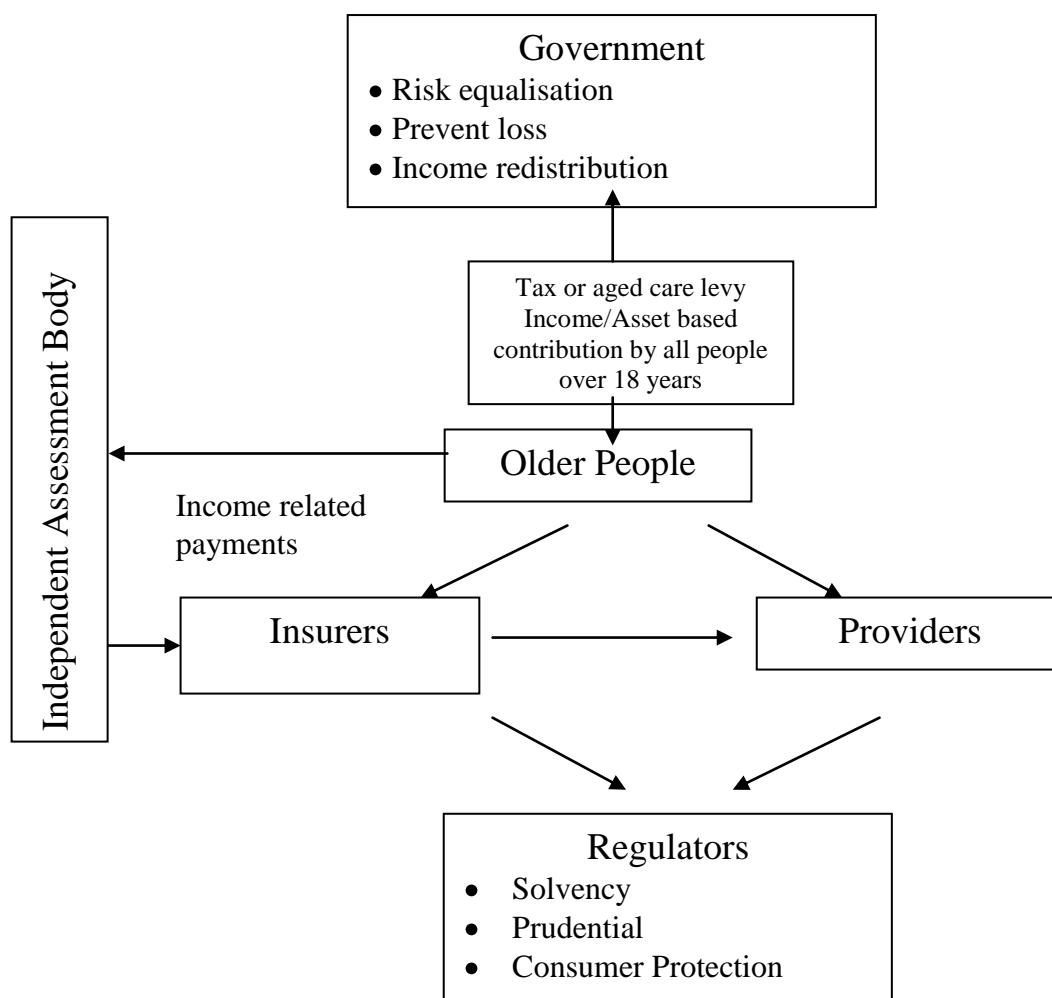 Government
• Risk equalisation
• Prevent loss
• Income redistribution
Independent Assessment Body
Tax or aged care levy
Income/Asset based
contribution by all people
over 18 years
Older People
Income related
payments
Insurers
Providers
Regulators
• Solvency
• Prudential
• Consumer Protection